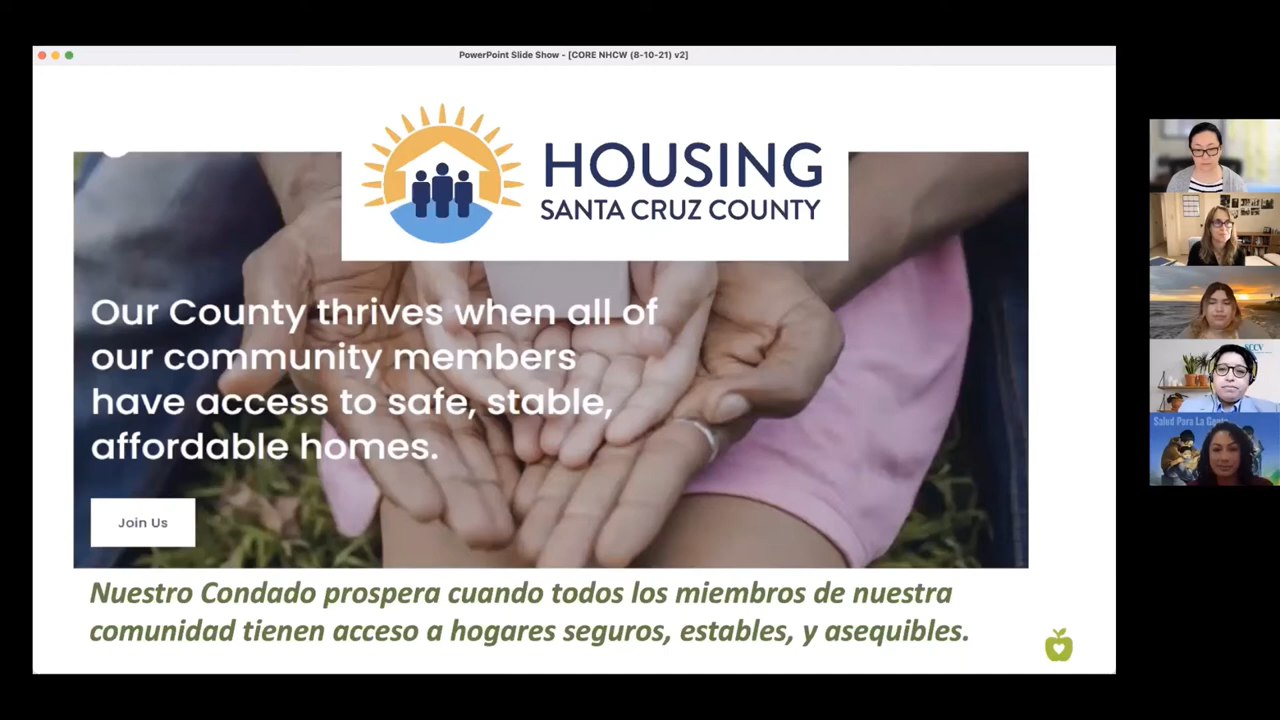 PowerPoint Slide Show - [CORE NHCW (8-10-21) v2]
HOUSING
SANTA CRUZ COUNTY
Our County thrives when all of
our community members
have access to safe, stable,
affordable homes.
Join Us
Nuestro Condado prospera cuando todos los miembros de nuestra
comunidad tienen acceso a hogares seguros, estables, y asequibles.
Salud Para La Gente